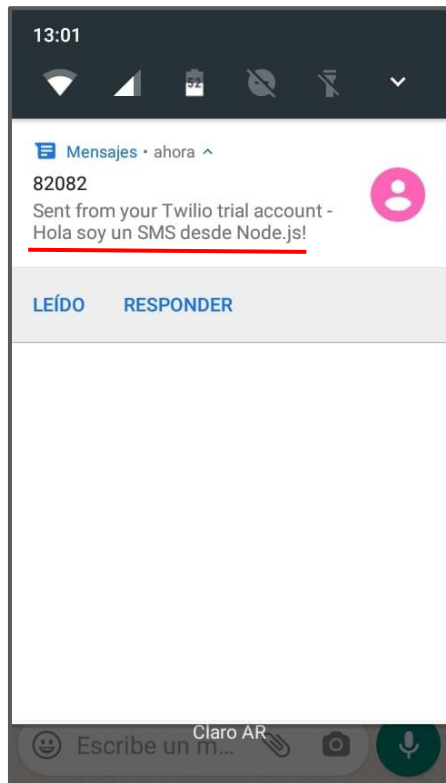 13:01
52
Mensajes • ahora
82082
Sent from your Twilio trial account -
Hola soy un SMS desde Node.js!
LEÍDO RESPONDER
Claro AR
Escribe un m...